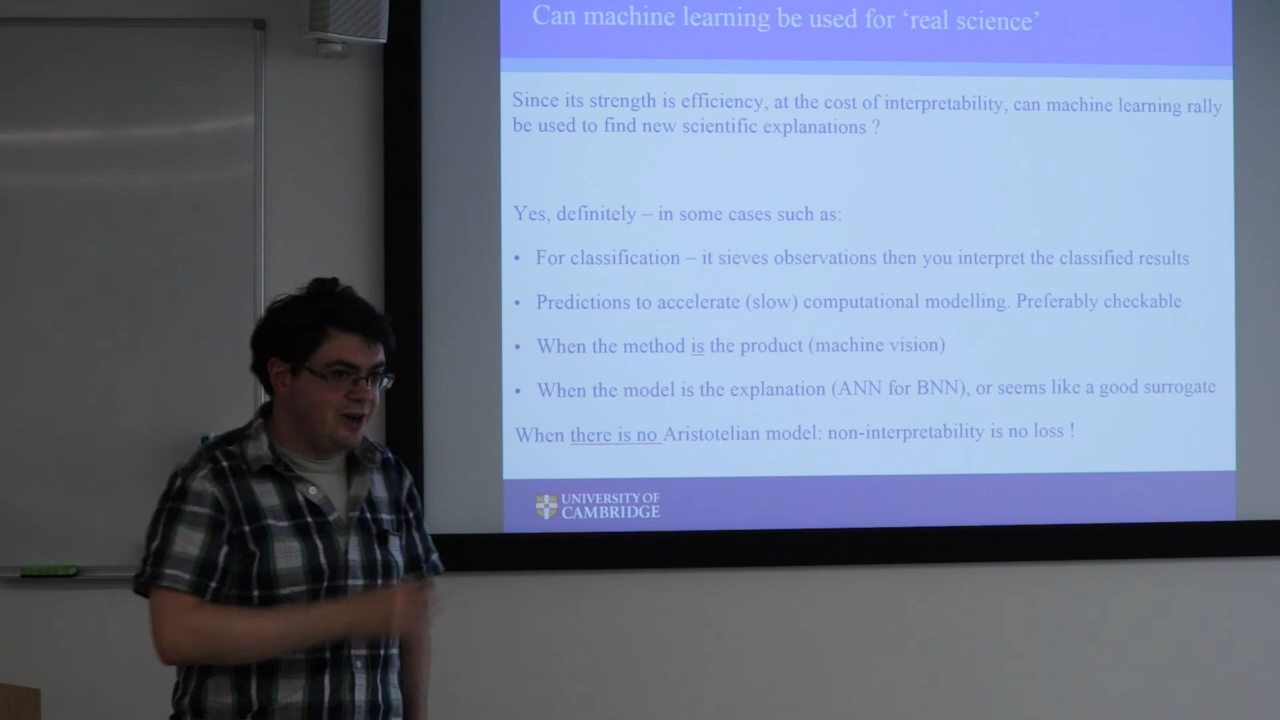 Can machine learning be used for ‘real science’
Since its strength is efficiency, at the cost of interpretability, can machine learning rally
be used to find new scientific explanations ?
Yes, definitely – in some cases such as:
• For classification – it sieves observations then you interpret the classified results
• Predictions to accelerate (slow) computational modelling. Preferably checkable
• When the method is the product (machine vision)
• When the model is the explanation (ANN for BNN), or seems like a good surrogate
When there is no Aristotelian model: non-interpretability is no loss !
UNIVERSITY OF
CAMBRIDGE